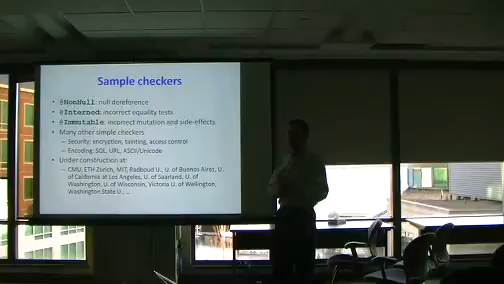 Sample checkers
• @NonNull: null dereference
• @Interned: incorrect equality tests
• @Immutable: incorrect mutation and side-effects
• Many other simple checkers
– Security: encryption, tainting, access control
– Encoding: SQL, URL, ASCII/Unicode
• Under construction at:
– CMU, ETH Zurich, MIT, Radboud U., U. of Buenos Aires, U.
of California at Los Angeles, U. of Saarland, U. of
Washington, U. of Wisconsin, Victoria U. of Wellington,
Washington State U., ...